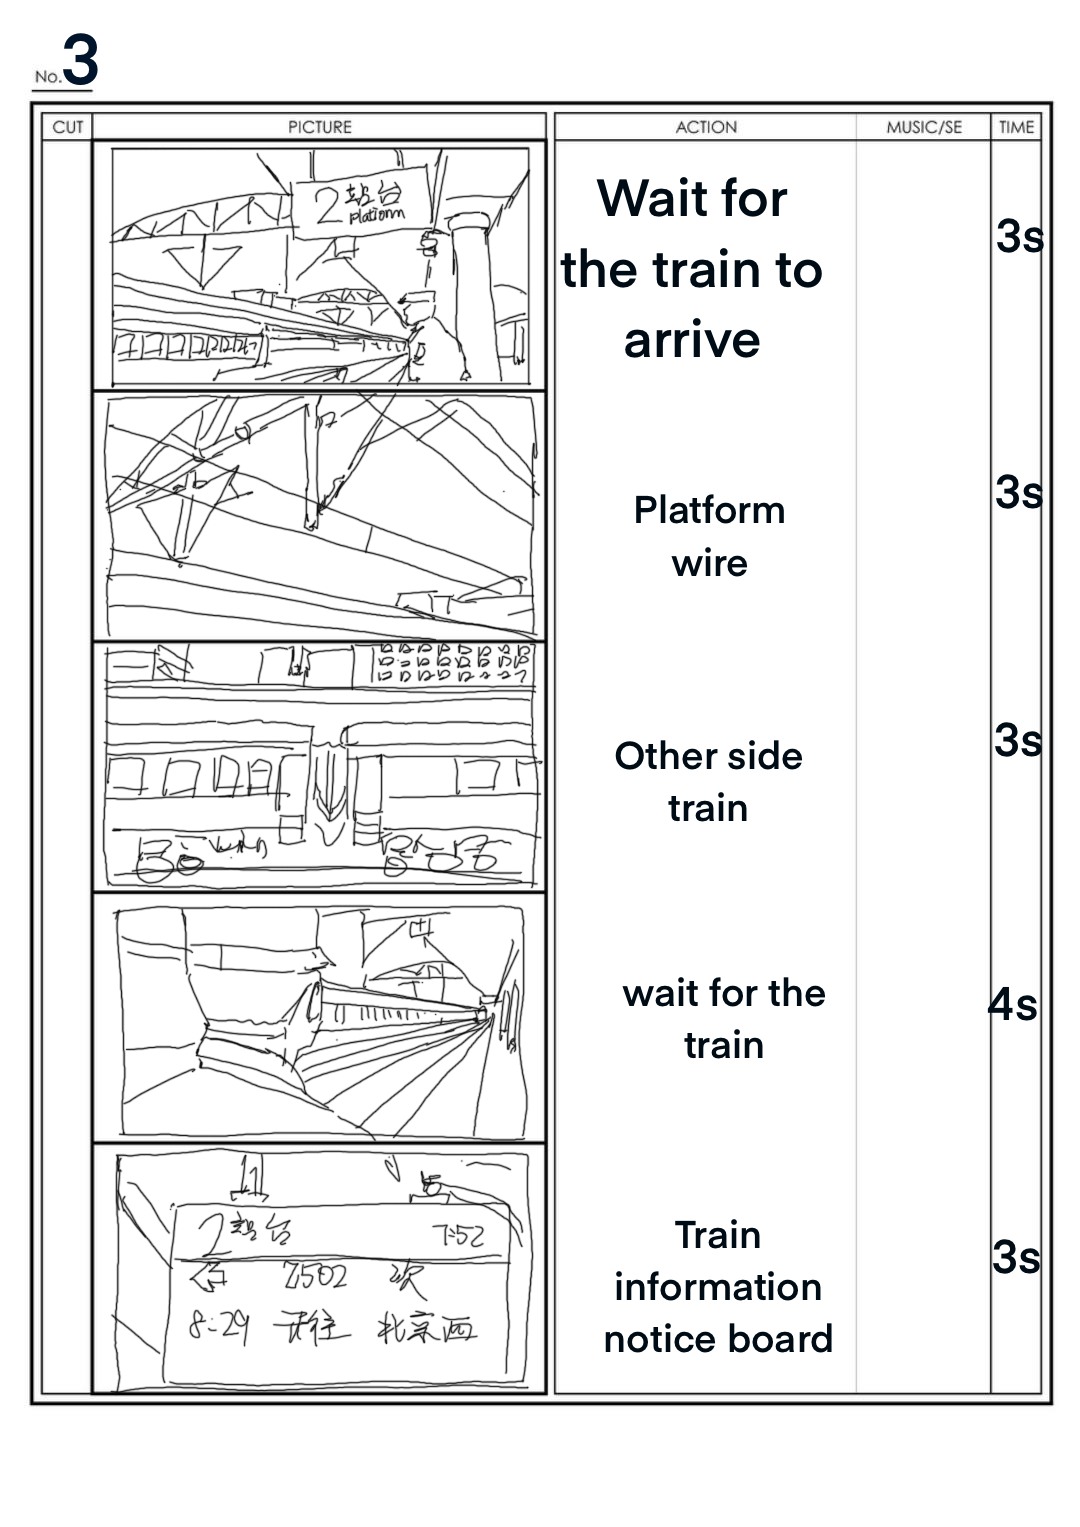 No.3
CUT PICTURE ACTION MUSIC/SE TIME
2站台
platform
Wait for
the train to
arrive
3s
Platform
wire
3s
Other side
train
3s
wait for the
train
4s
2站台 7:52
Z502 次
8:29 开往 北京西
Train
information
notice board
3s